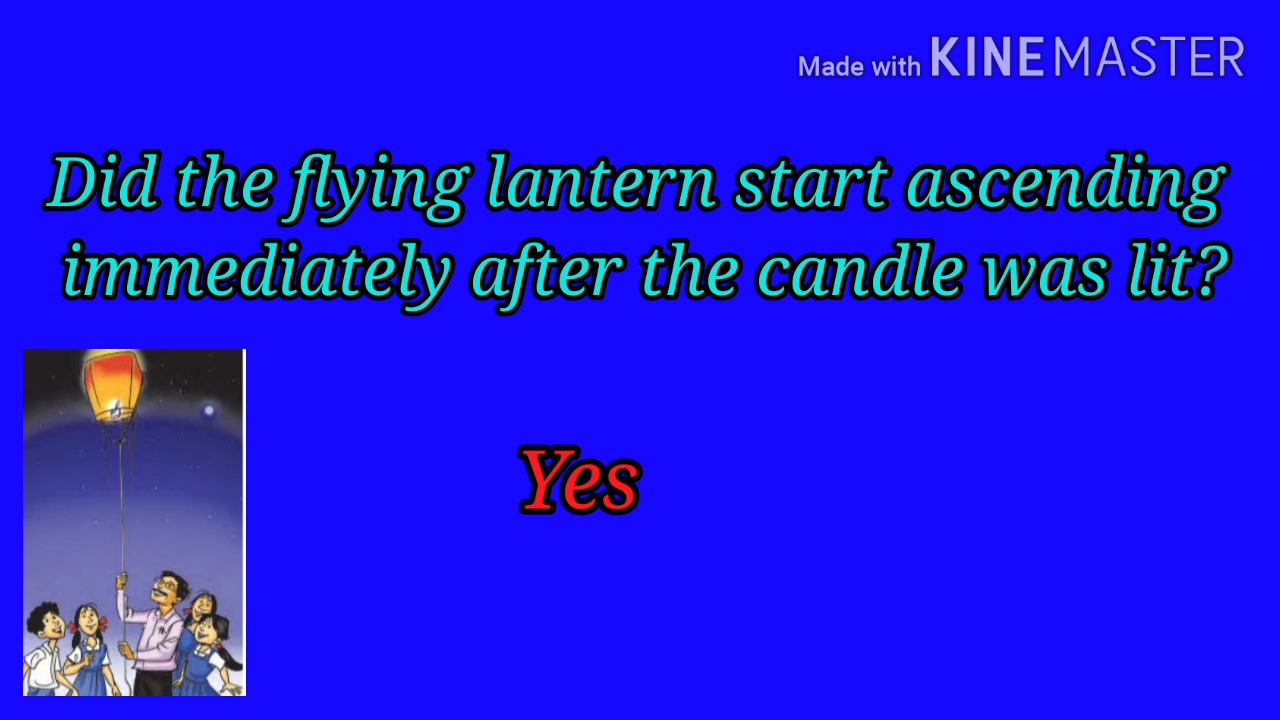 Made with KINEMASTER
Did the flying lantern start ascending
immediately after the candle was lit?
Yes